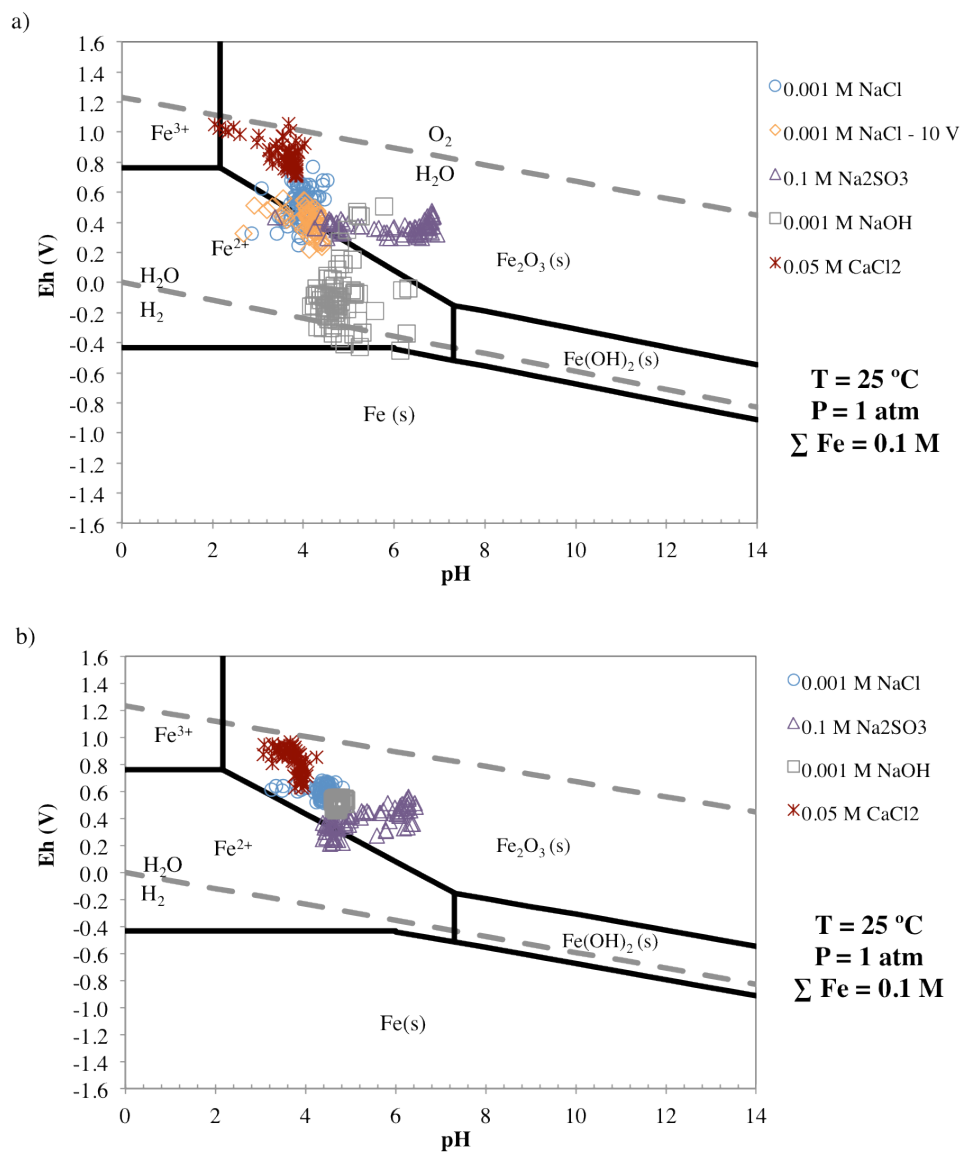 a)
1.6
1.4
1.2
1.0
0.8
0.6
0.4
0.2
0.0
-0.2
-0.4
-0.6
-0.8
-1.0
-1.2
-1.4
-1.6
Eh (V)
0
2
4
6
8
10
12
14
pH
Fe3+
O2
H2O
Fe2+
Fe2O3 (s)
H2O
H2
Fe(OH)2 (s)
Fe (s)
0.001 M NaCl
0.001 M NaCl - 10 V
0.1 M Na2SO3
0.001 M NaOH
0.05 M CaCl2
T = 25 ºC
P = 1 atm
∑ Fe = 0.1 M
b)
1.6
1.4
1.2
1.0
0.8
0.6
0.4
0.2
0.0
-0.2
-0.4
-0.6
-0.8
-1.0
-1.2
-1.4
-1.6
Eh (V)
0
2
4
6
8
10
12
14
pH
Fe3+
Fe2+
Fe2O3 (s)
H2O
H2
Fe(OH)2 (s)
Fe(s)
0.001 M NaCl
0.1 M Na2SO3
0.001 M NaOH
0.05 M CaCl2
T = 25 ºC
P = 1 atm
∑ Fe = 0.1 M